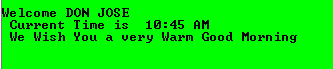 Welcome DON JOSE
Current Time is  10:45 AM
We Wish You a very Warm Good Morning